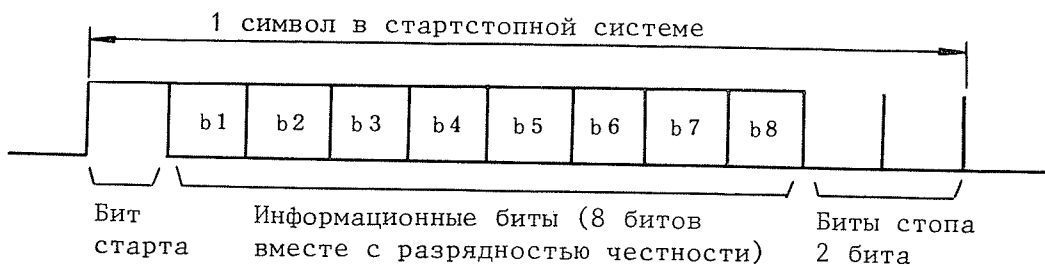 1 символ в стартстопной системе
b1 b2 b3 b4 b5 b6 b7 b8
Бит
старта
Информационные биты (8 битов
вместе с разрядностью честности)
Биты стопа
2 бита